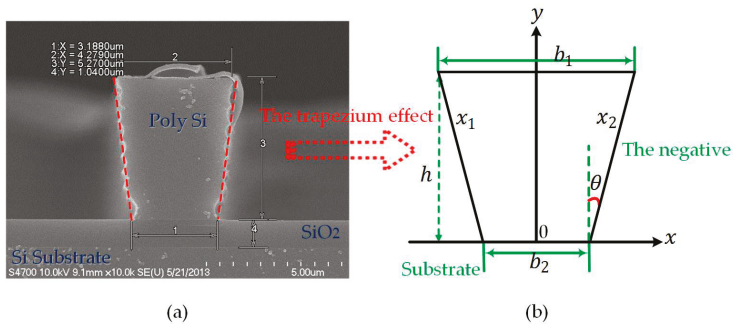 1:X = 3.1880um
2:X = 4.2790um
3:Y = 5.2700um
4:Y = 1.0400um
2
Poly Si
The trapezium effect
3
1
4
SiO2
Si Substrate
S4700 10.0kV 9.1mm x10.0k SE(U) 5/21/2013
5.00um
(a)
y
b1
x1
x2
The negative
h
θ
0
x
Substrate
b2
(b)